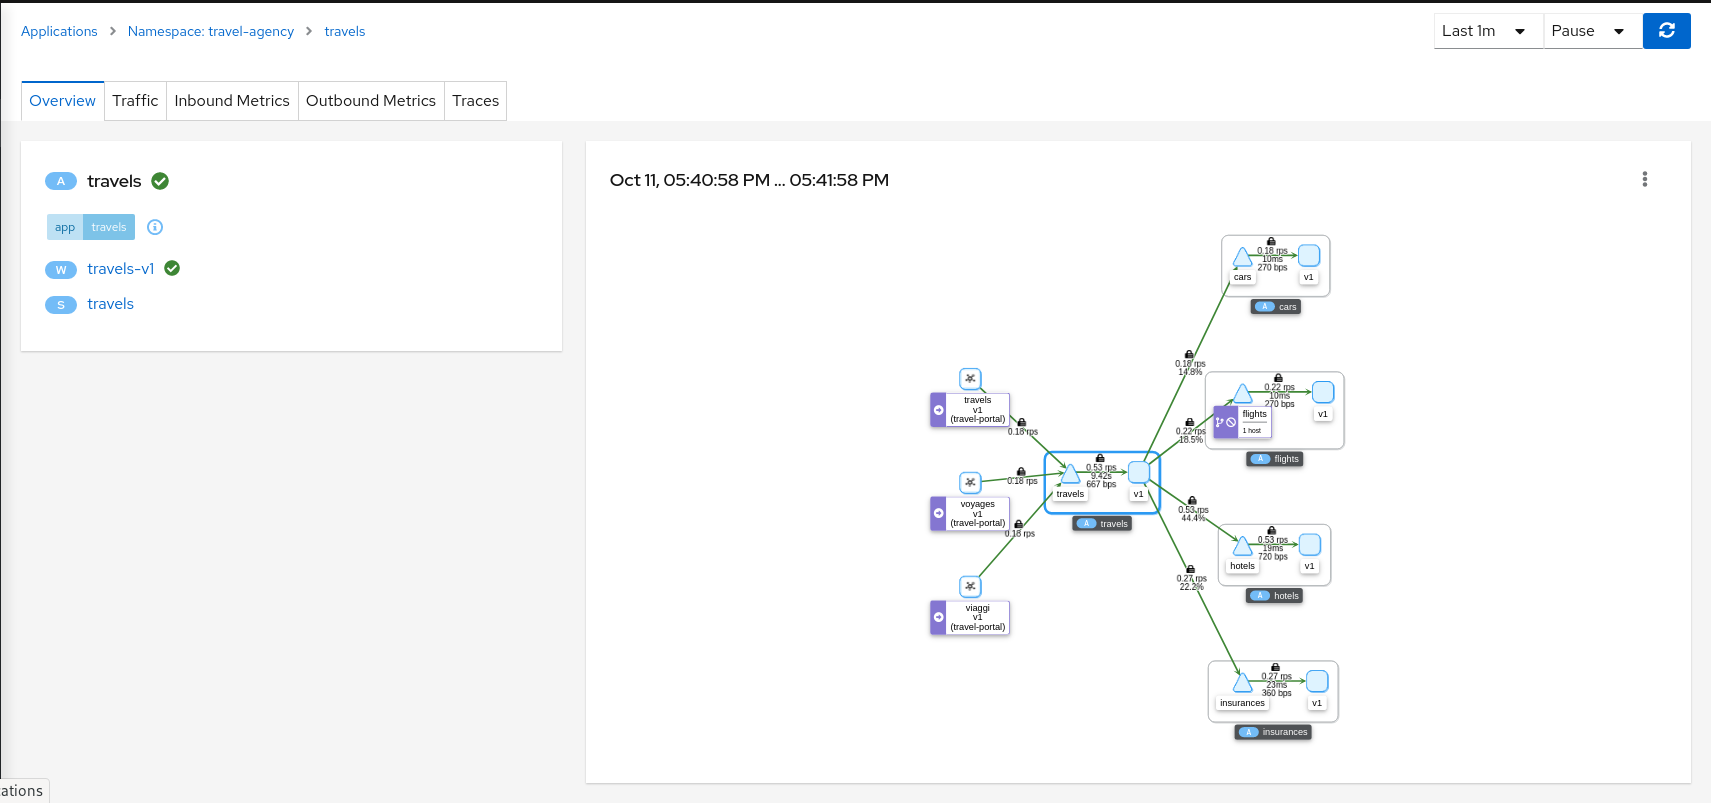 Applications > Namespace: travel-agency > travels
Last 1m
Pause
Overview
Traffic
Inbound Metrics
Outbound Metrics
Traces
A travels
app travels
W travels-v1
S travels
Oct 11, 05:40:58 PM ... 05:41:58 PM
0.18 rps
10ms
270 bps
cars
v1
A cars
0.18 rps
14.8%
0.22 rps
10ms
270 bps
flights
1 host
v1
A flights
0.22 rps
18.5%
travels
v1
(travel-portal)
0.18 rps
voyages
v1
(travel-portal)
0.18 rps
0.53 rps
9.42s
667 bps
travels
v1
A travels
0.18 rps
viaggi
v1
(travel-portal)
0.53 rps
44.4%
0.53 rps
19ms
720 bps
hotels
v1
A hotels
0.27 rps
22.2%
0.27 rps
23ms
360 bps
insurances
v1
A insurances
ations